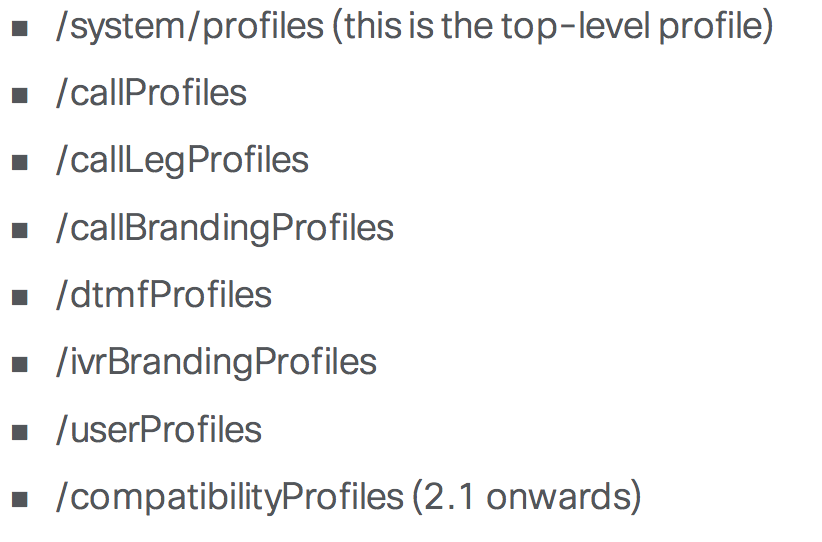 ▪ /system/profiles (this is the top-level profile)
▪ /callProfiles
▪ /callLegProfiles
▪ /callBrandingProfiles
▪ /dtmfProfiles
▪ /ivrBrandingProfiles
▪ /userProfiles
▪ /compatibilityProfiles (2.1 onwards)